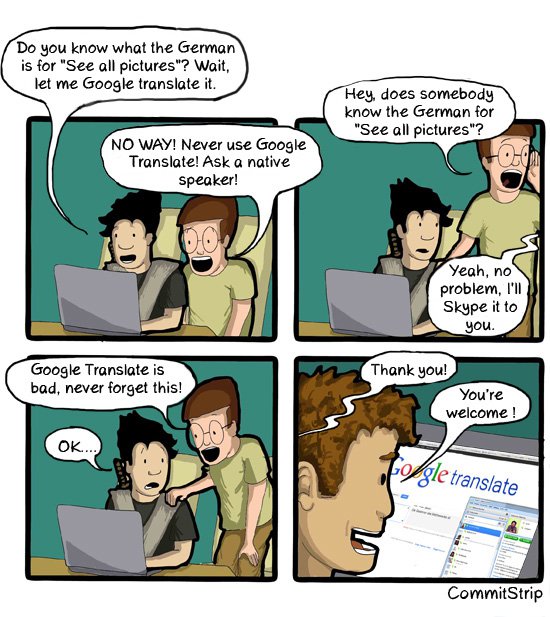 Do you know what the German
is for "See all pictures"? Wait,
let me Google translate it.
NO WAY! Never use Google
Translate! Ask a native
speaker!
Hey, does somebody
know the German for
"See all pictures"?
Yeah, no
problem, I'll
Skype it to
you.
Google Translate is
bad, never forget this!
OK....
Thank you!
You're
welcome !
Google translate
CommitStrip